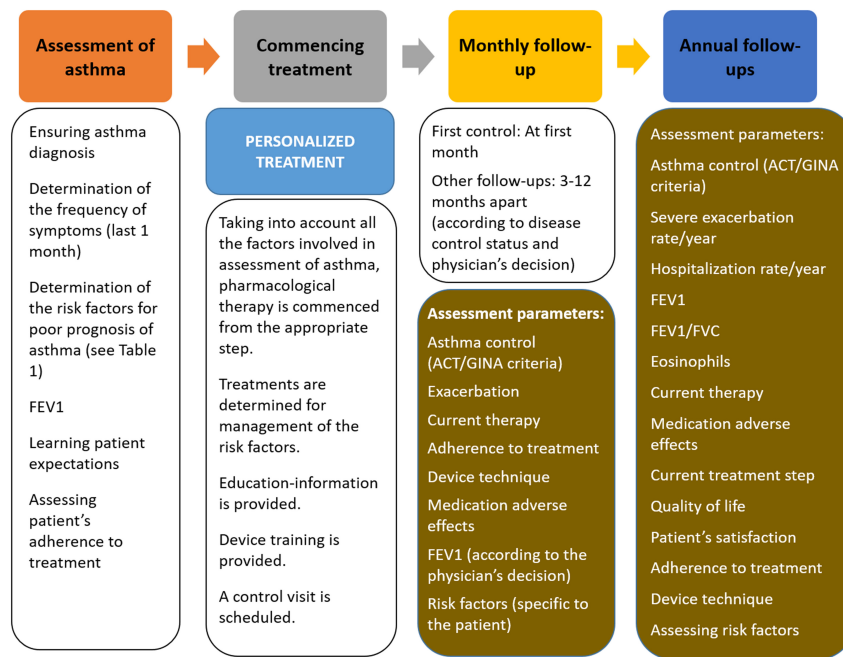 Assessment of
asthma
Commencing
treatment
Monthly follow-
up
Annual follow-
ups
Ensuring asthma
diagnosis
Determination of
the frequency of
symptoms (last 1
month)
Determination of
the risk factors for
poor prognosis of
asthma (see Table
1)
FEV1
Learning patient
expectations
Assessing
patient's
adherence to
treatment
PERSONALIZED
TREATMENT
Taking into account all
the factors involved in
assessment of asthma,
pharmacological
therapy is commenced
from the appropriate
step.
Treatments are
determined for
management of the
risk factors.
Education-information
is provided.
Device training is
provided.
A control visit is
scheduled.
First control: At first
month
Other follow-ups: 3-12
months apart
(according to disease
control status and
physician's decision)
Assessment parameters:
Asthma control
(ACT/GINA criteria)
Exacerbation
Current therapy
Adherence to treatment
Device technique
Medication adverse
effects
FEV1 (according to the
physician's decision)
Risk factors (specific to
the patient)
Assessment parameters:
Asthma control (ACT/GINA
criteria)
Severe exacerbation
rate/year
Hospitalization rate/year
FEV1
FEV1/FVC
Eosinophils
Current therapy
Medication adverse
effects
Current treatment step
Quality of life
Patient's satisfaction
Adherence to treatment
Device technique
Assessing risk factors